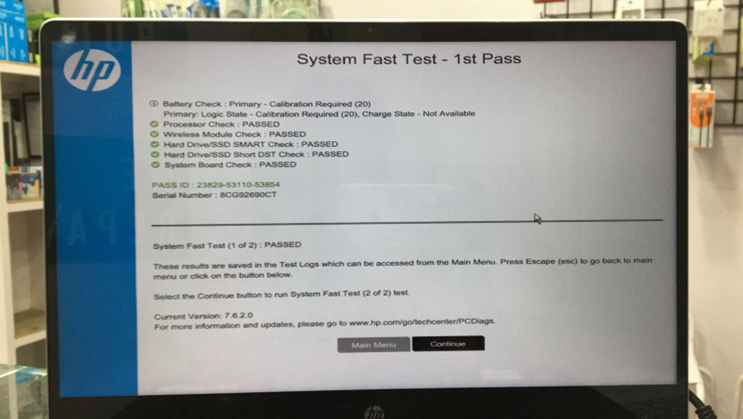 hp
System Fast Test - 1st Pass
Battery Check : Primary - Calibration Required (20)
Primary: Logic State - Calibration Required (20), Charge State - Not Available
Processor Check : PASSED
Wireless Module Check : PASSED
Hard Drive/SSD SMART Check : PASSED
Hard Drive/SSD Short DST Check : PASSED
System Board Check : PASSED
PASS ID : 23829-53110-53854
Serial Number : 8CG92690CT
System Fast Test (1 of 2) : PASSED
These results are saved in the Test Logs which can be accessed from the Main Menu. Press Escape (esc) to go back to main
menu or click on the button below.
Select the Continue button to run System Fast Test (2 of 2) test.
Current Version: 7.6.2.0
For more information and updates, please go to www.hp.com/go/techcenter/PCDiags.
Main Menu Continue
hp